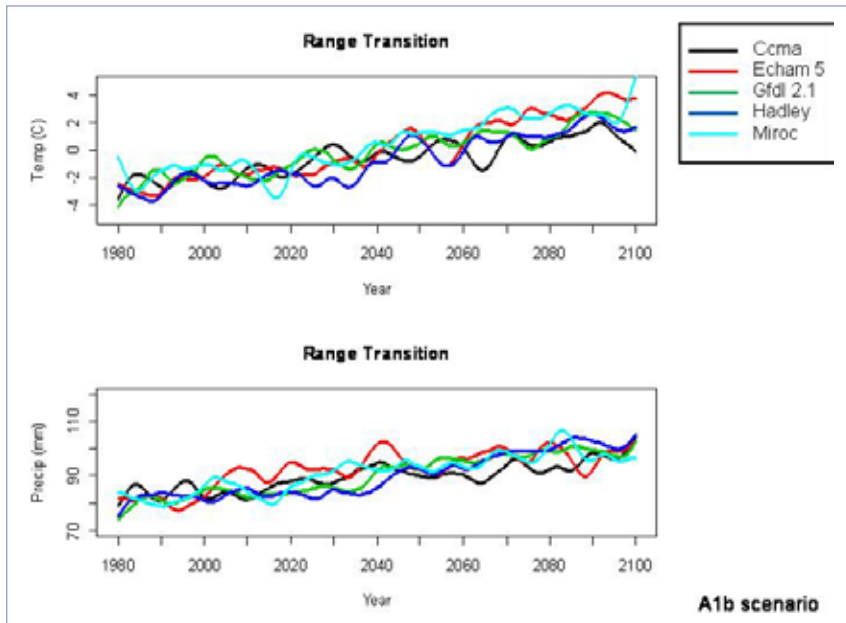 Range Transition
Temp (C)
4
2
0
-2
-4
1980 2000 2020 2040 2060 2080 2100
Year
Ccma
Echam 5
Gfdl 2.1
Hadley
Miroc
Range Transition
Precip (mm)
110
90
70
1980 2000 2020 2040 2060 2080 2100
Year
A1b scenario